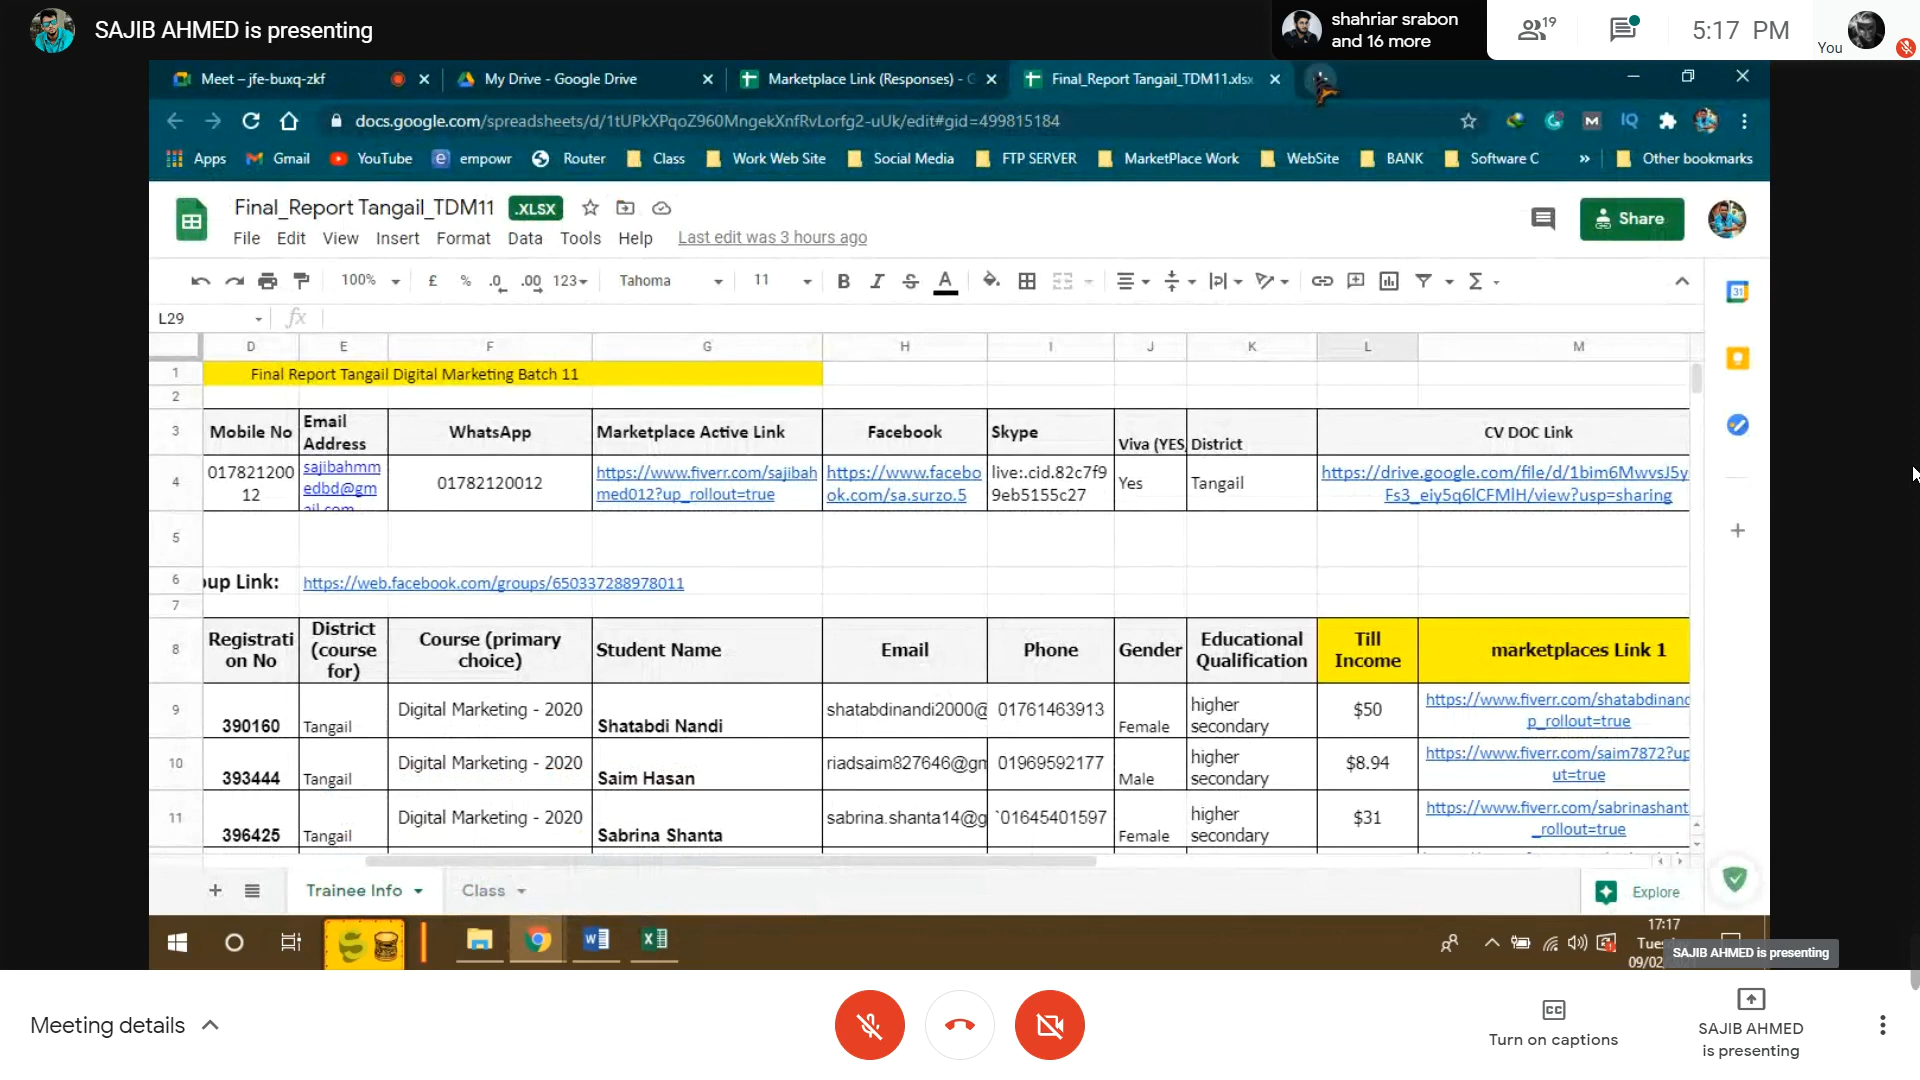 SAJIB AHMED is presenting
shahriar srabon
and 16 more
19
5:17 PM
You
Meet – jfe-buxq-zkf
My Drive - Google Drive
Marketplace Link (Responses) - G
Final_Report Tangail_TDM11.xlsx
docs.google.com/spreadsheets/d/1tUPkXPqoZ960MngekXnfRvLorfg2-uUk/edit#gid=499815184
Apps Gmail YouTube empowr Router Class Work Web Site Social Media FTP SERVER MarketPlace Work WebSite BANK Software C » Other bookmarks
Final_Report Tangail_TDM11 .XLSX
Share
File Edit View Insert Format Data Tools Help Last edit was 3 hours ago
100% £ % .0 .00 123 Tahoma 11 B I S A
L29 fx
D E F G H I J K L M
1 Final Report Tangail Digital Marketing Batch 11
2
3 Mobile No Email Address WhatsApp Marketplace Active Link Facebook Skype Viva (YES, District CV DOC Link
4 01782120012 sajibahmmedbd@gmail.com 01782120012 https://www.fiverr.com/sajibahmed012?up_rollout=true https://www.facebook.com/sa.surzo.5 live:.cid.82c7f99eb5155c27 Yes Tangail https://drive.google.com/file/d/1bim6MwvsJ5y Fs3_eiy5q6lCFMlH/view?usp=sharing
5
6 oup Link: https://web.facebook.com/groups/650337288978011
7
8 Registration No District (course for) Course (primary choice) Student Name Email Phone Gender Educational Qualification Till Income marketplaces Link 1
9 390160 Tangail Digital Marketing - 2020 Shatabdi Nandi shatabdinandi2000@ 01761463913 Female higher secondary $50 https://www.fiverr.com/shatabdinand p_rollout=true
10 393444 Tangail Digital Marketing - 2020 Saim Hasan riadsaim827646@gm 01969592177 Male higher secondary $8.94 https://www.fiverr.com/saim7872?up ut=true
11 396425 Tangail Digital Marketing - 2020 Sabrina Shanta sabrina.shanta14@g `01645401597 Female higher secondary $31 https://www.fiverr.com/sabrinashant _rollout=true
Trainee Info Class
Explore
17:17
Tues
09/02/
SAJIB AHMED is presenting
Meeting details
Turn on captions
SAJIB AHMED
is presenting